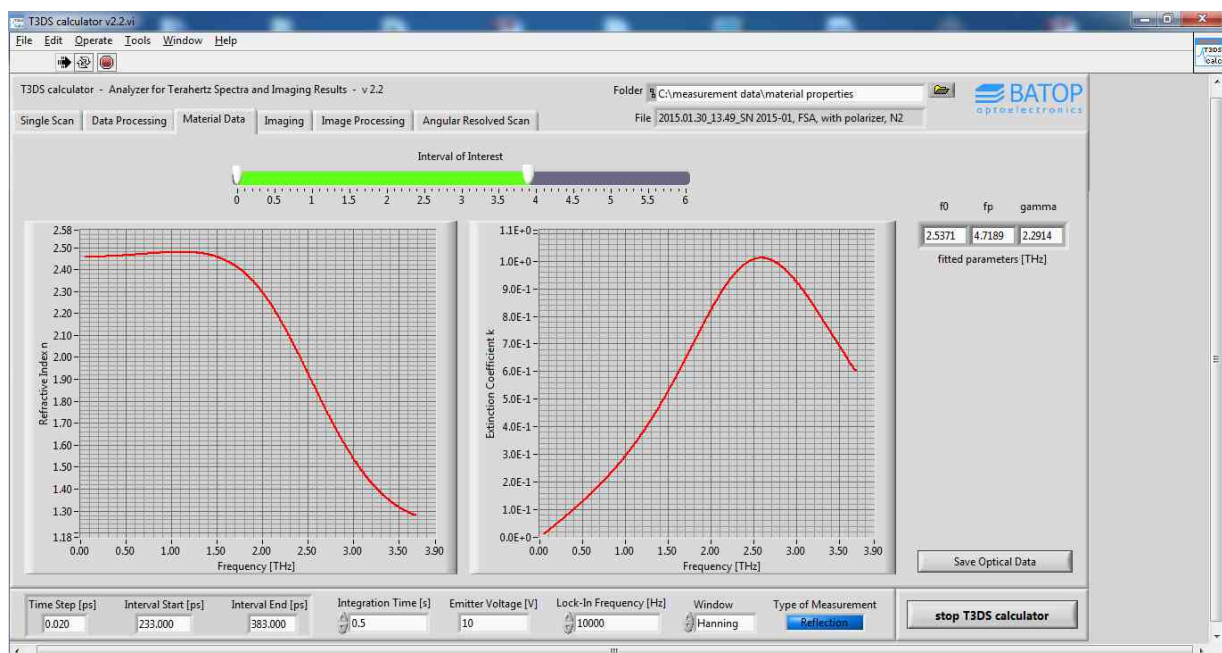 T3DS calculator v2.2.vi
File Edit Operate Tools Window Help
T3DS calculator - Analyzer for Terahertz Spectra and Imaging Results - v 2.2
Folder C:\measurement data\material properties
File 2015.01.30_13.49_SN 2015-01, FSA, with polarizer, N2
BATOP
optoelectronics
T3DS
calc
Single Scan Data Processing Material Data Imaging Image Processing Angular Resolved Scan
Interval of Interest
0 0.5 1 1.5 2 2.5 3 3.5 4 4.5 5 5.5 6
f0 fp gamma
2.5371 4.7189 2.2914
fitted parameters [THz]
Refractive Index n
2.58
2.50
2.40
2.30
2.20
2.10
2.00
1.90
1.80
1.70
1.60
1.50
1.40
1.30
1.18
0.00 0.50 1.00 1.50 2.00 2.50 3.00 3.50 3.90
Frequency [THz]
Extinction Coefficient k
1.1E+0
1.0E+0
9.0E-1
8.0E-1
7.0E-1
6.0E-1
5.0E-1
4.0E-1
3.0E-1
2.0E-1
1.0E-1
0.0E+0
0.00 0.50 1.00 1.50 2.00 2.50 3.00 3.50 3.90
Frequency [THz]
Save Optical Data
Time Step [ps] Interval Start [ps] Interval End [ps] Integration Time [s] Emitter Voltage [V] Lock-In Frequency [Hz] Window Type of Measurement
0.020 233.000 383.000 0.5 10 10000 Hanning Reflection
stop T3DS calculator